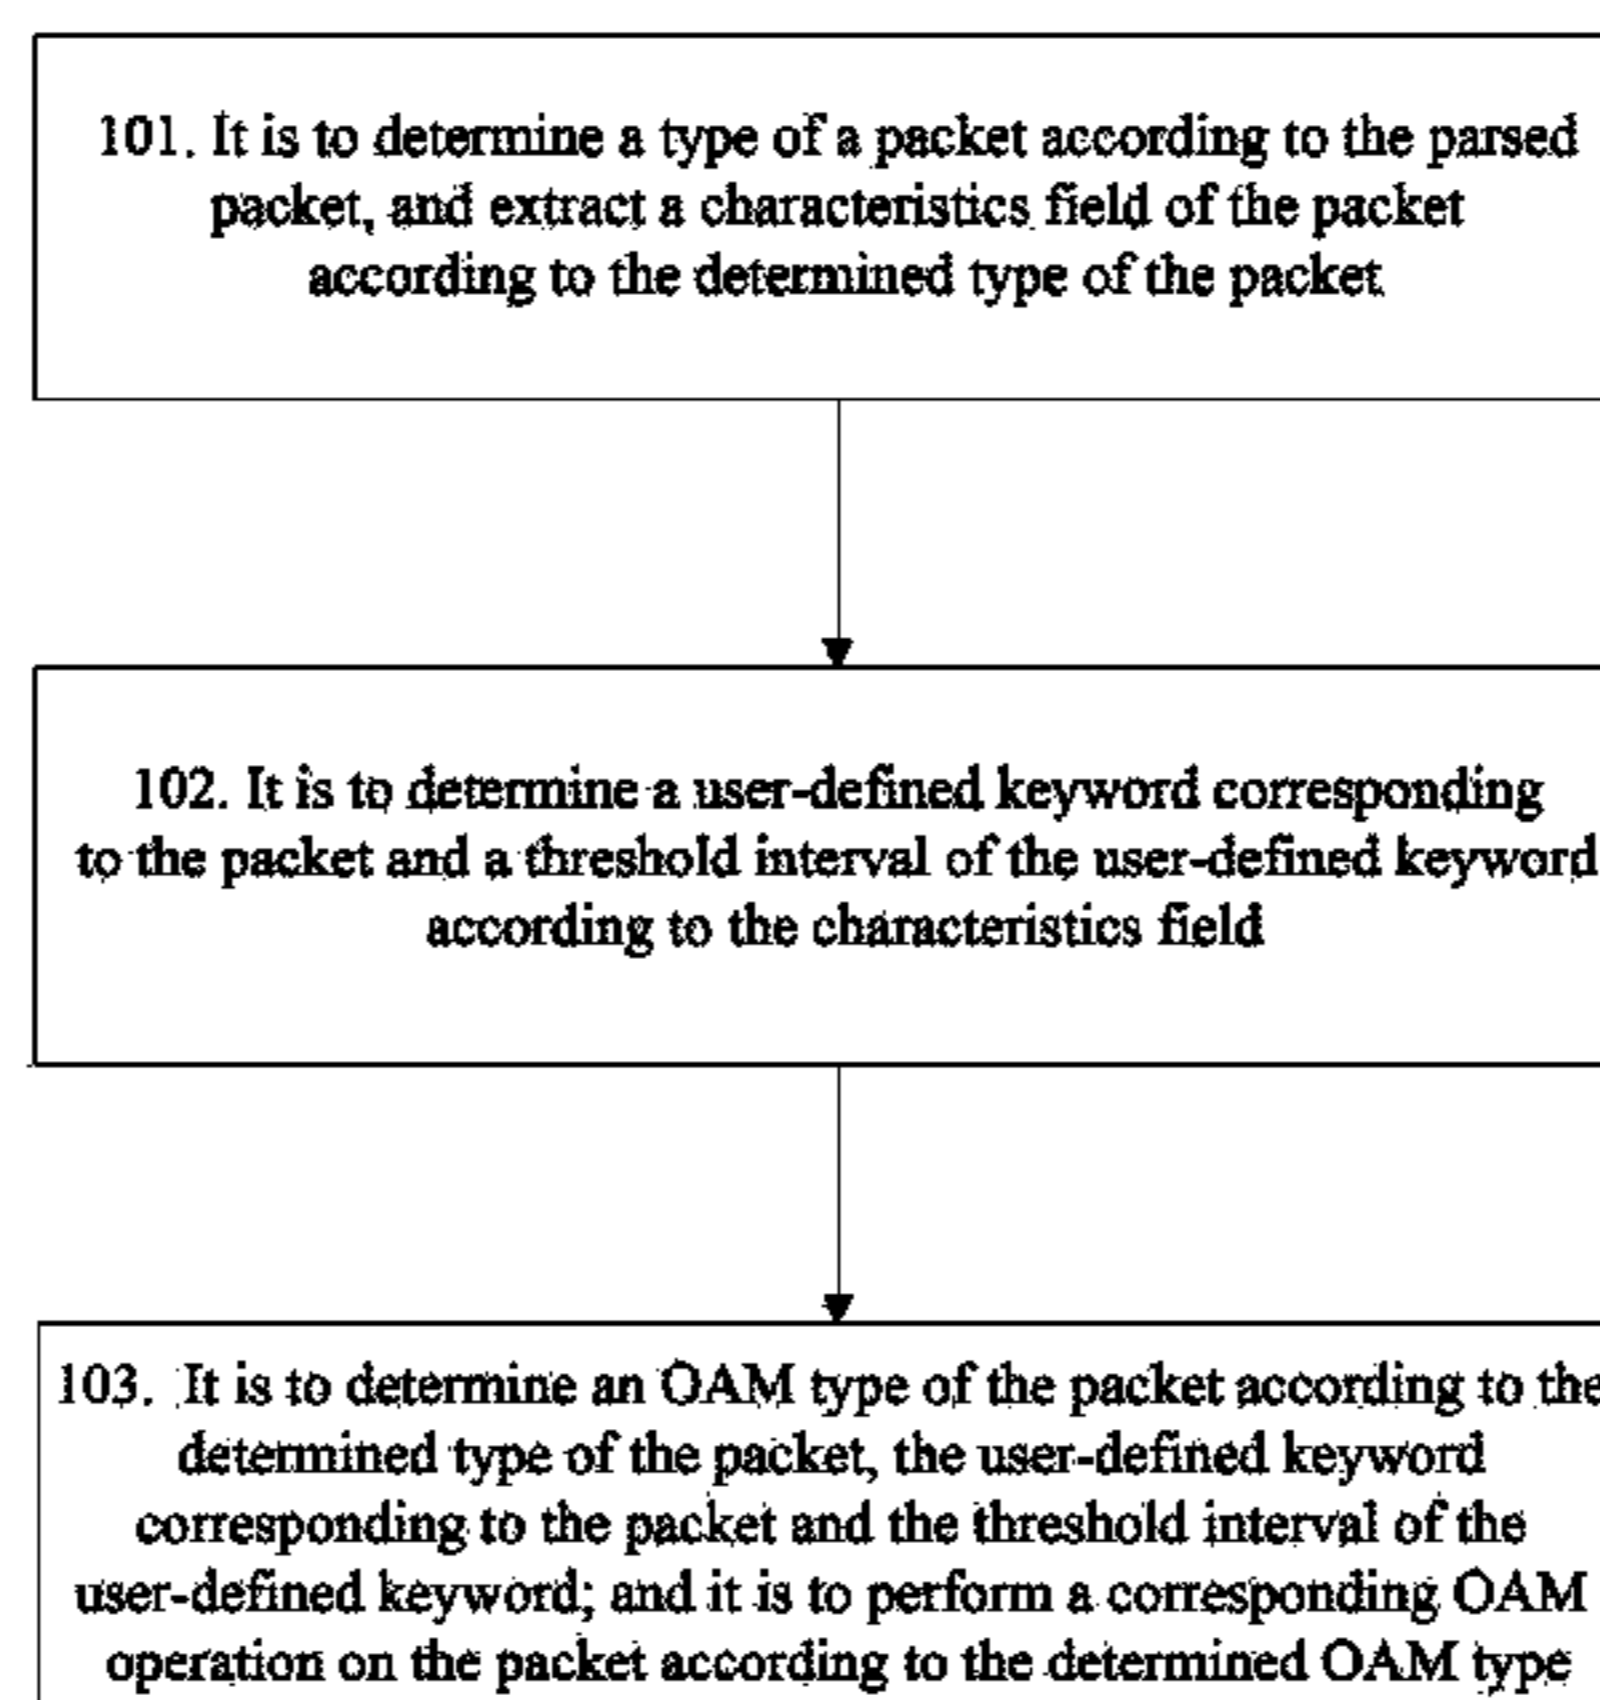 101. It is to determine a type of a packet according to the parsed
packet, and extract a characteristics field of the packet
according to the determined type of the packet
102. It is to determine a user-defined keyword corresponding
to the packet and a threshold interval of the user-defined keyword
according to the characteristics field
103. It is to determine an OAM type of the packet according to the
determined type of the packet, the user-defined keyword
corresponding to the packet and the threshold interval of the
user-defined keyword; and it is to perform a corresponding OAM
operation on the packet according to the determined OAM type